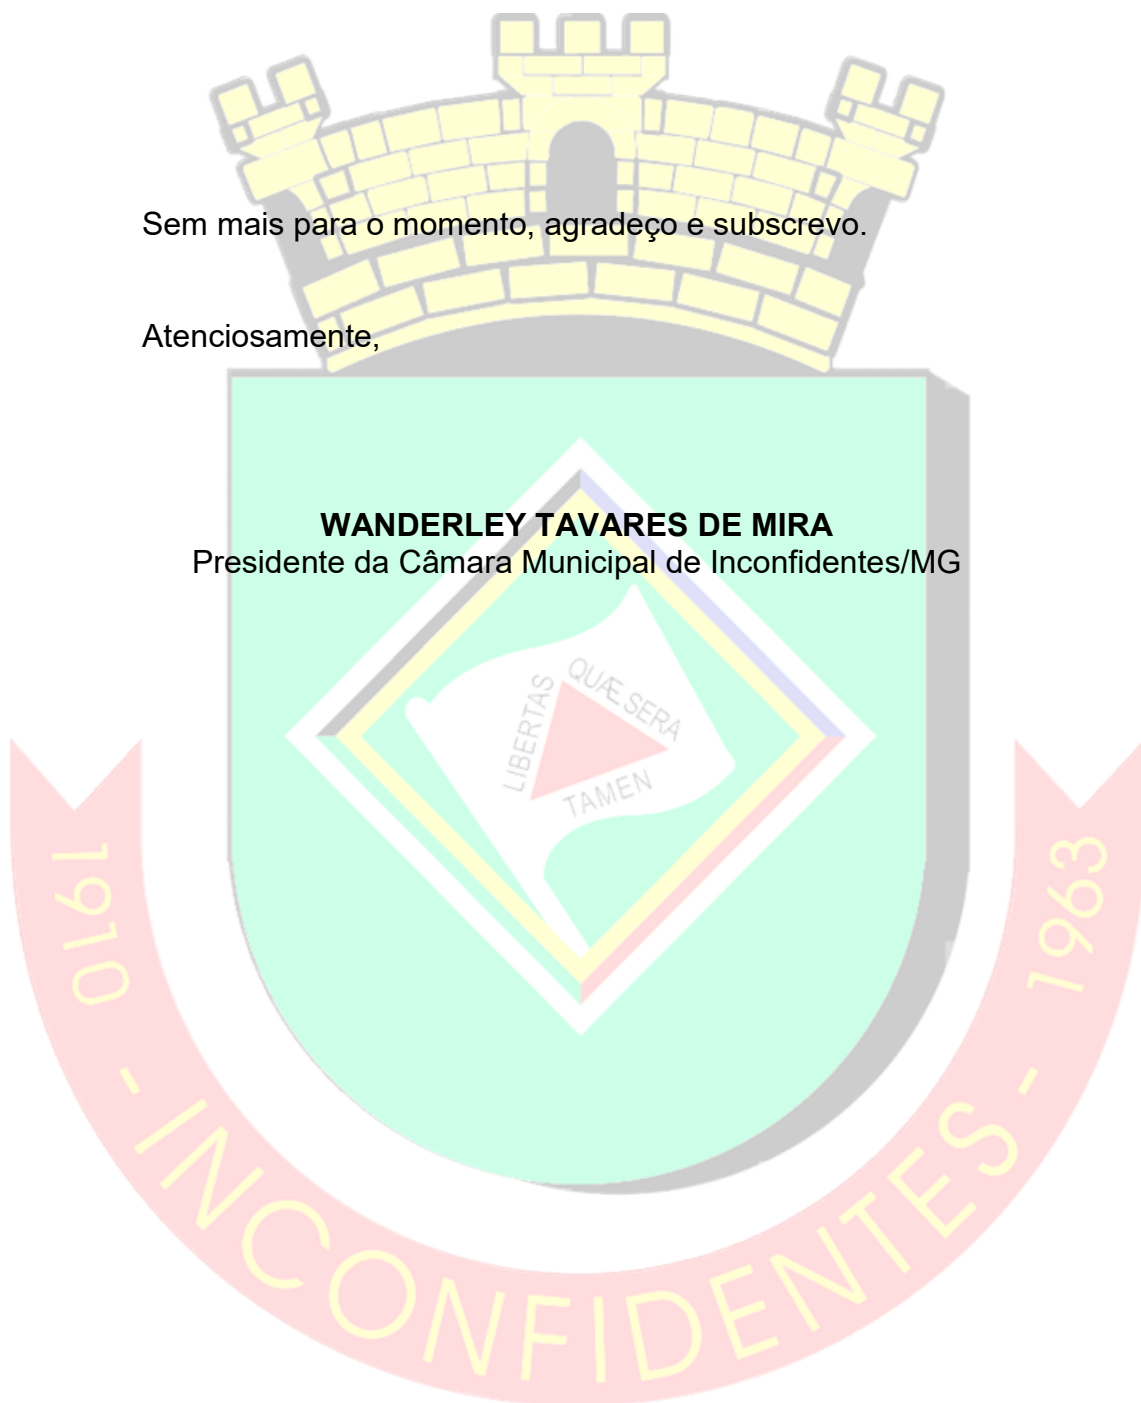 Sem mais para o momento, agradeço e subscrevo.
Atenciosamente,
WANDERLEY TAVARES DE MIRA
Presidente da Câmara Municipal de Inconfidentes/MG
LIBERTAS
QUÆ SERA
TAMEN
1910 - INCONFIDENTES - 1963